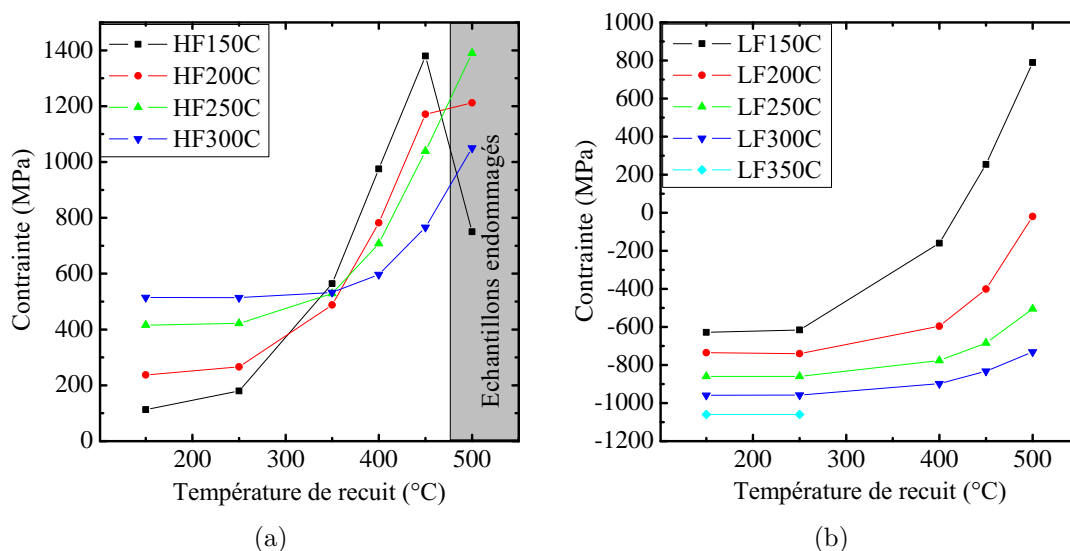 HF150C
HF200C
HF250C
HF300C
Echantillons endommagés
Contrainte (MPa)
1400
1200
1000
800
600
400
200
0
200
300
400
500
Température de recuit (°C)
(a)
LF150C
LF200C
LF250C
LF300C
LF350C
Contrainte (MPa)
1000
800
600
400
200
0
-200
-400
-600
-800
-1000
-1200
200
300
400
500
Température de recuit (°C)
(b)